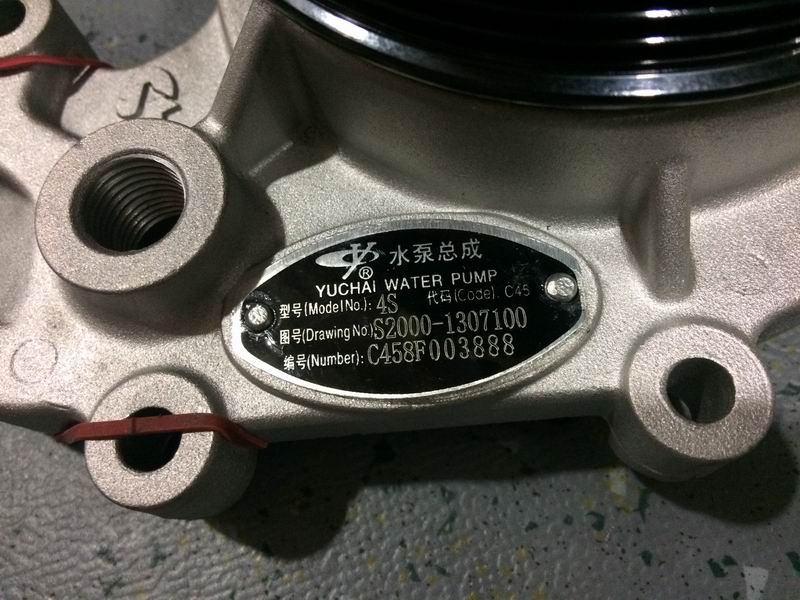 水泵总成
®
YUCHAI WATER PUMP
型号(Model No.): 4S 代码(Code). C45
图号(Drawing No.) S2000-1307100
编号(Number): C458F003888